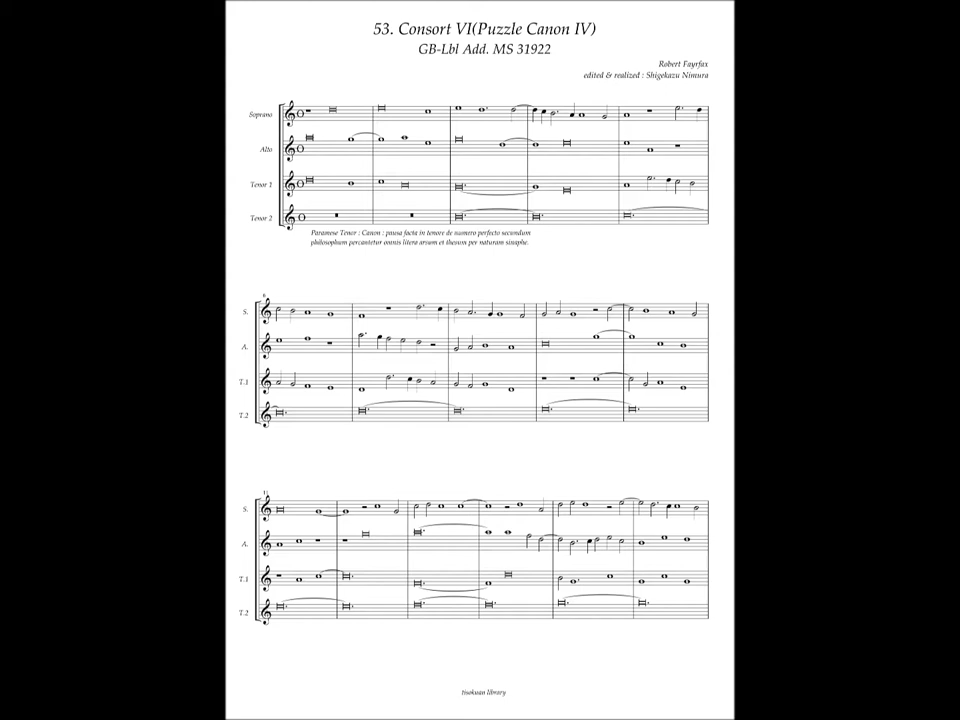 53. Consort VI(Puzzle Canon IV)
GB-Lbl Add. MS 31922
Robert Fayrfax
edited & realized : Shigekazu Nimura
Soprano
Alto
Tenor 1
Tenor 2
Paramese Tenor : Canon : pausa facta in tenore de numero perfecto secundum
philosophum percantetur omnis litera arsum et thesum per naturam sinaphe.
6
S.
A.
T.1
T.2
11
S.
A.
T.1
T.2
tisokuan library